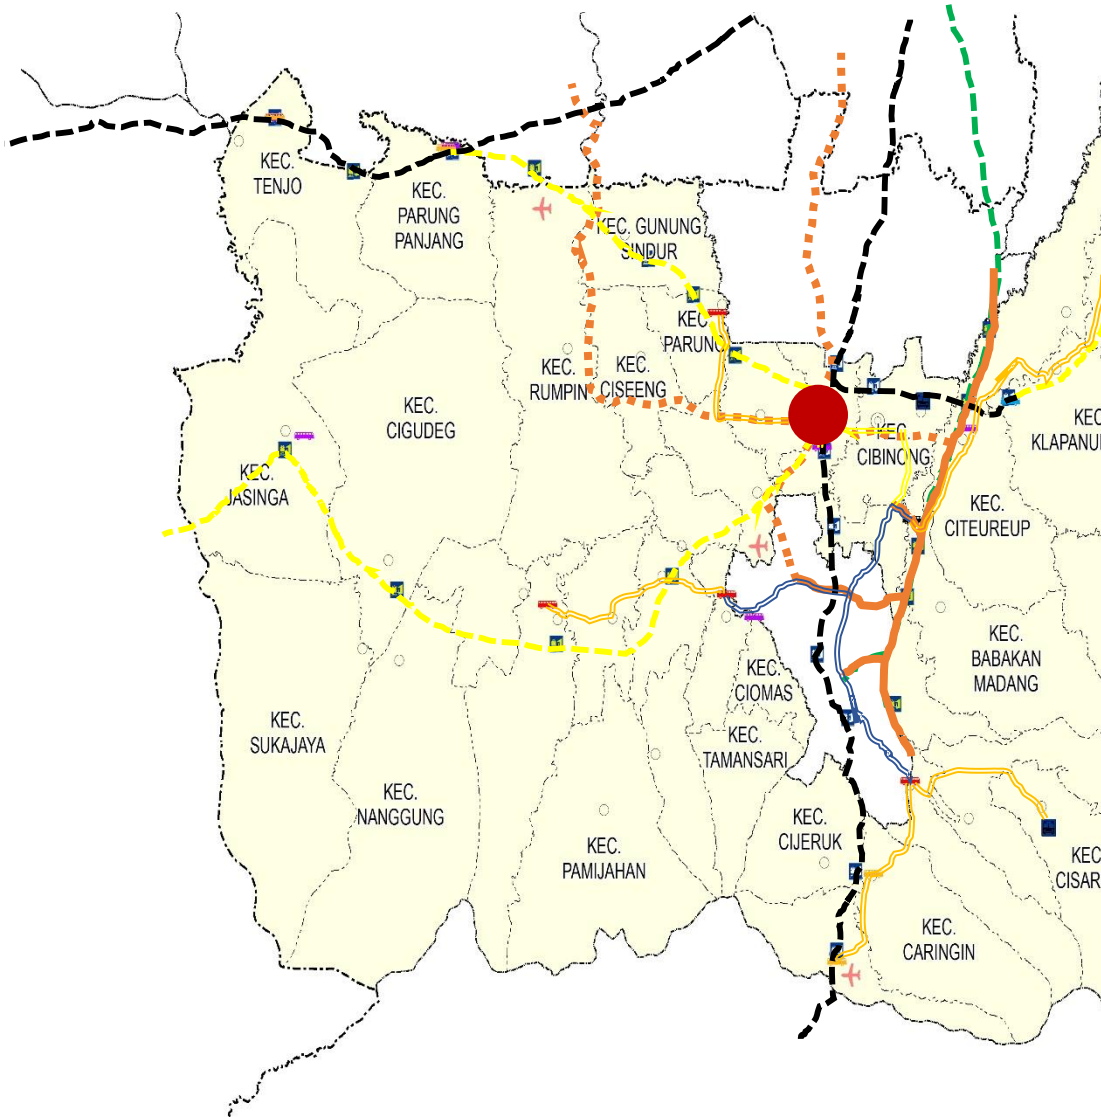 KEC.
TENJO
KEC.
PARUNG
PANJANG
KEC. GUNUNG
SINDUR
KEC
PARUNG
KEC.
RUMPIN
KEC.
CISEENG
KEC.
CIGUDEG
KEC.
CIBINONG
KEC
KLAPANU
KEC.
JASINGA
KEC.
CITEUREUP
KEC.
BABAKAN
MADANG
KEC.
CIOMAS
KEC.
SUKAJAYA
KEC.
TAMANSARI
KEC.
NANGGUNG
KEC.
CIJERUK
KEC.
PAMIJAHAN
KEC
CISAR
KEC.
CARINGIN